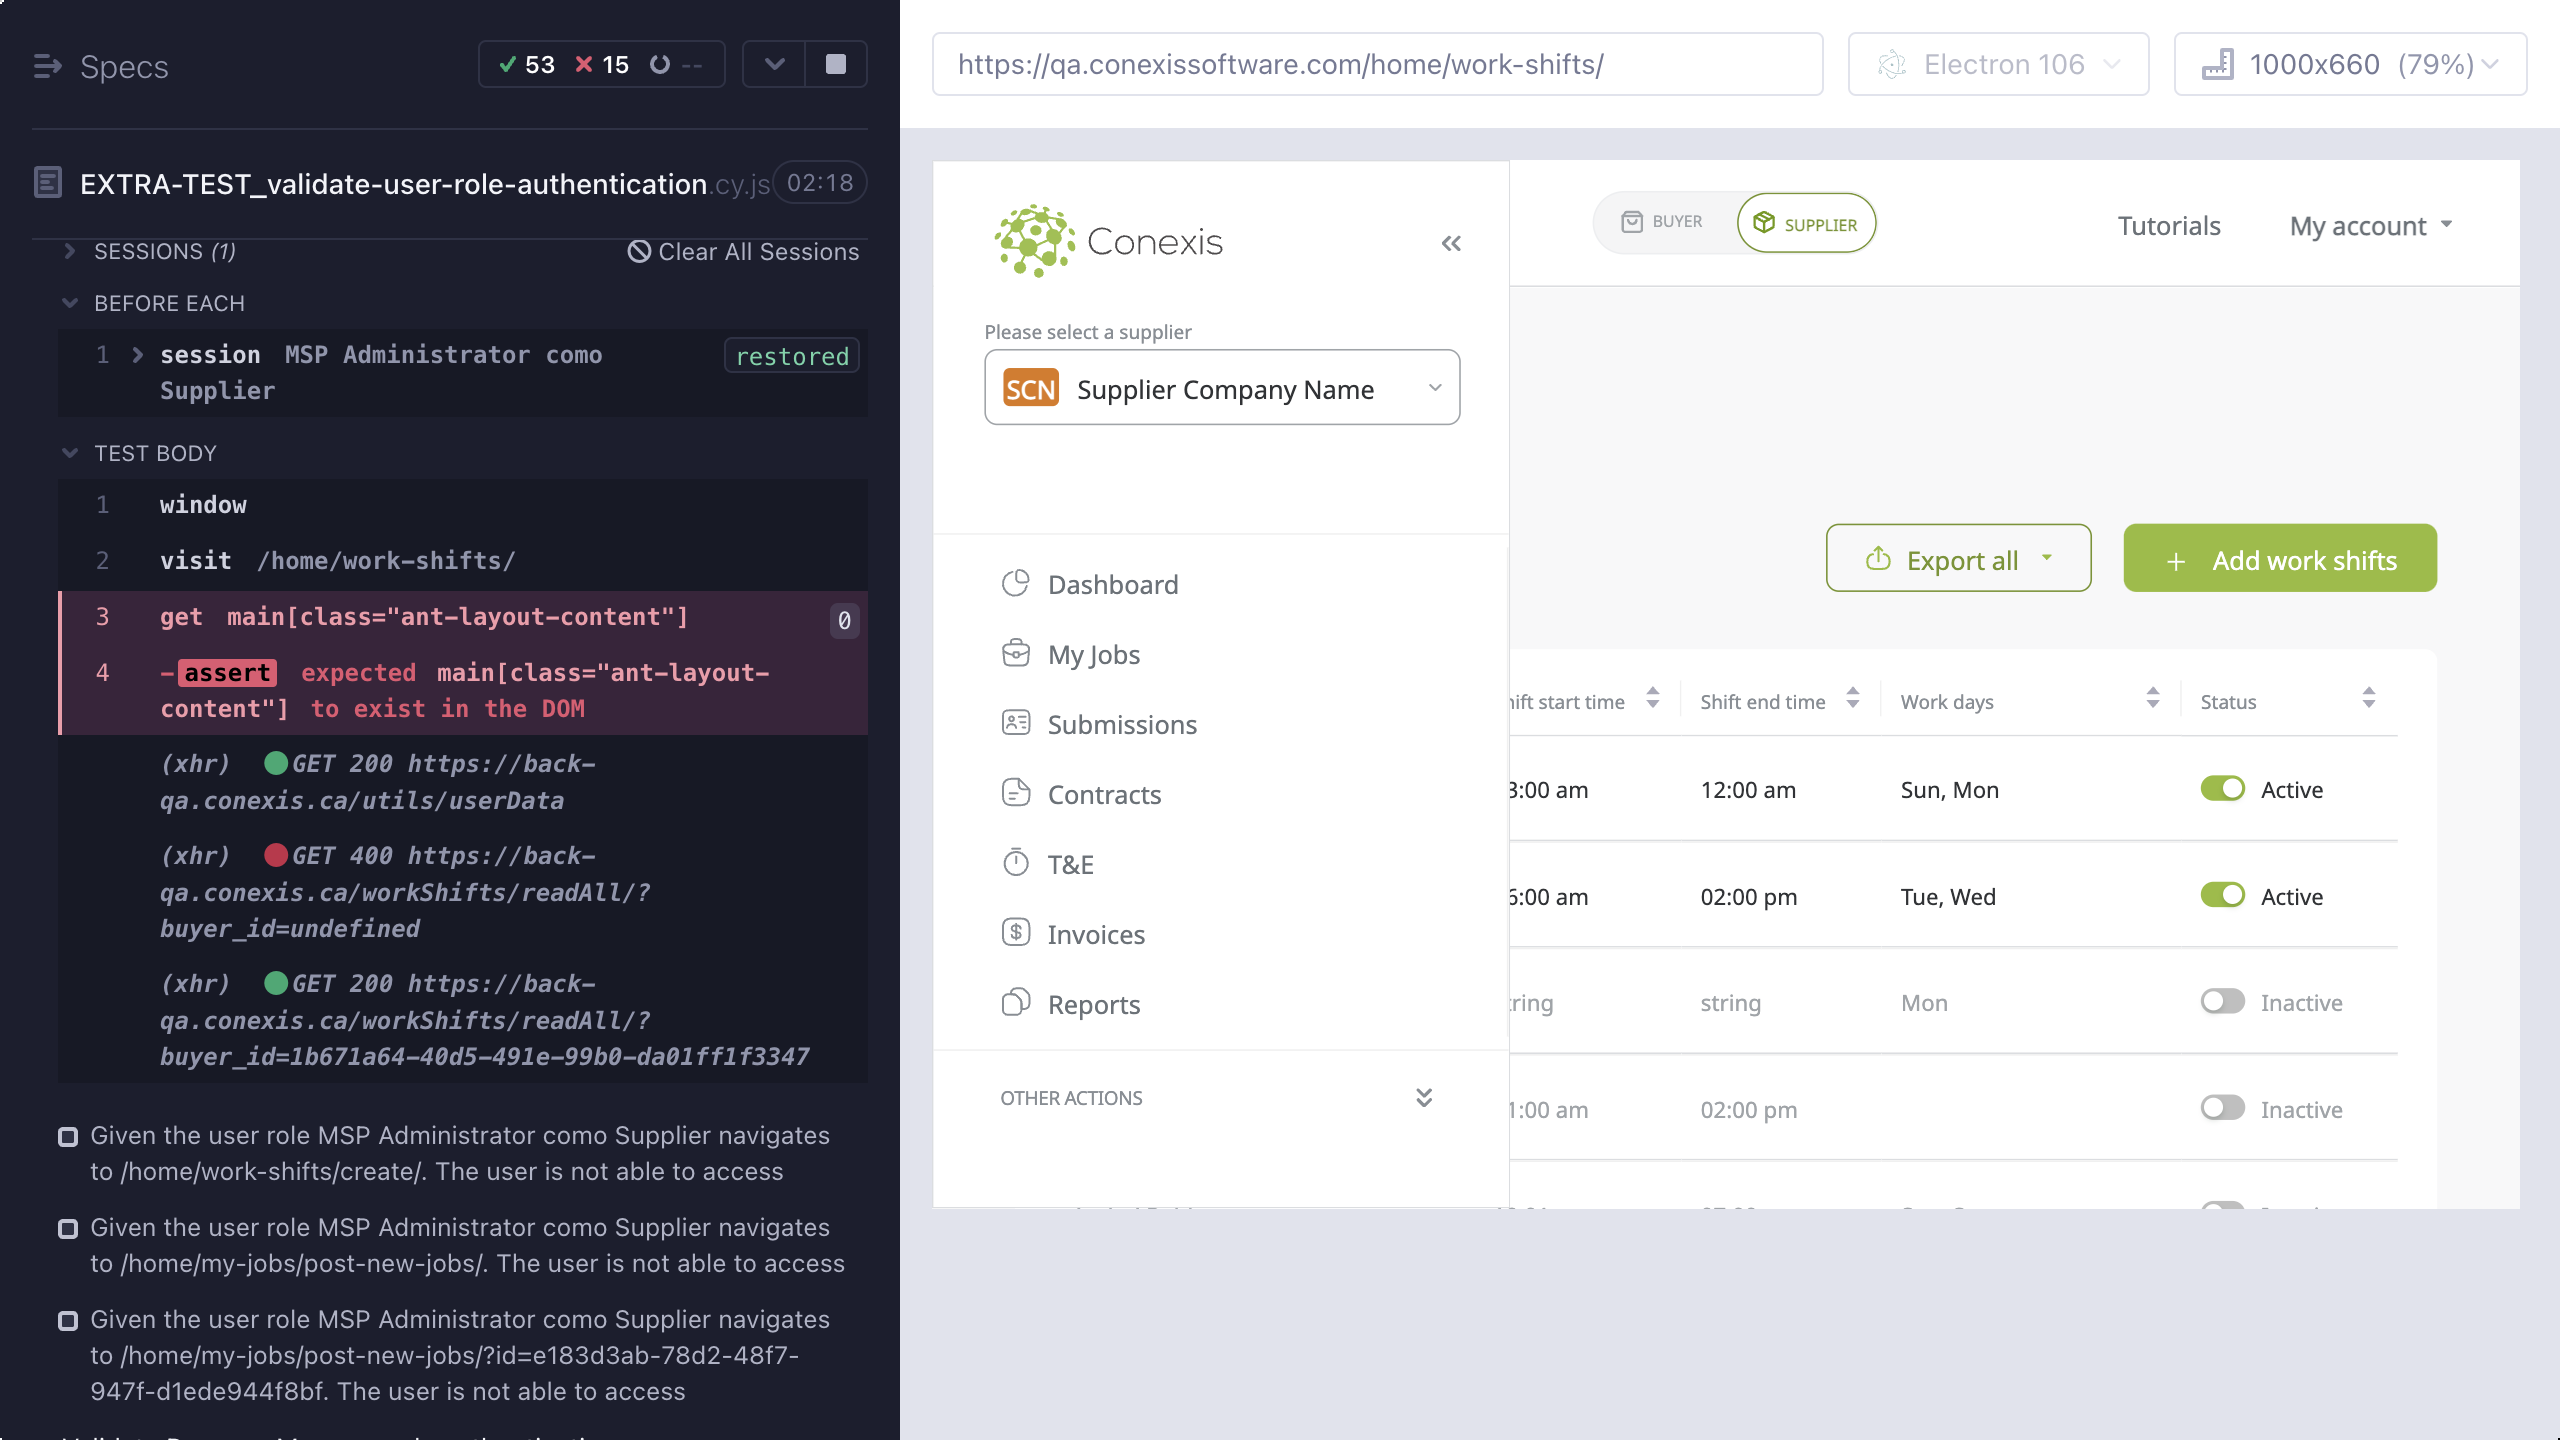 Specs
53
15
--
EXTRA-TEST_validate-user-role-authentication.cy.js
02:18
SESSIONS (1)
Clear All Sessions
BEFORE EACH
1 session MSP Administrator como
Supplier
restored
TEST BODY
1 window
2 visit /home/work-shifts/
3 get main[class="ant-layout-content"]
0
4 -assert expected main[class="ant-layout-
content"] to exist in the DOM
(xhr) GET 200 https://back-
qa.conexis.ca/utils/userData
(xhr) GET 400 https://back-
qa.conexis.ca/workShifts/readAll/?
buyer_id=undefined
(xhr) GET 200 https://back-
qa.conexis.ca/workShifts/readAll/?
buyer_id=1b671a64-40d5-491e-99b0-da01ff1f3347
Given the user role MSP Administrator como Supplier navigates
to /home/work-shifts/create/. The user is not able to access
Given the user role MSP Administrator como Supplier navigates
to /home/my-jobs/post-new-jobs/. The user is not able to access
Given the user role MSP Administrator como Supplier navigates
to /home/my-jobs/post-new-jobs/?id=e183d3ab-78d2-48f7-
947f-d1ede944f8bf. The user is not able to access
https://qa.conexissoftware.com/home/work-shifts/
Electron 106
1000x660 (79%)
Conexis
BUYER
SUPPLIER
Tutorials
My account
Please select a supplier
SCN Supplier Company Name
Dashboard
My Jobs
Submissions
Contracts
T&E
Invoices
Reports
OTHER ACTIONS
Export all
+ Add work shifts
ift start time
Shift end time
Work days
Status
:00 am
12:00 am
Sun, Mon
Active
:00 am
02:00 pm
Tue, Wed
Active
ring
string
Mon
Inactive
:00 am
02:00 pm
Inactive